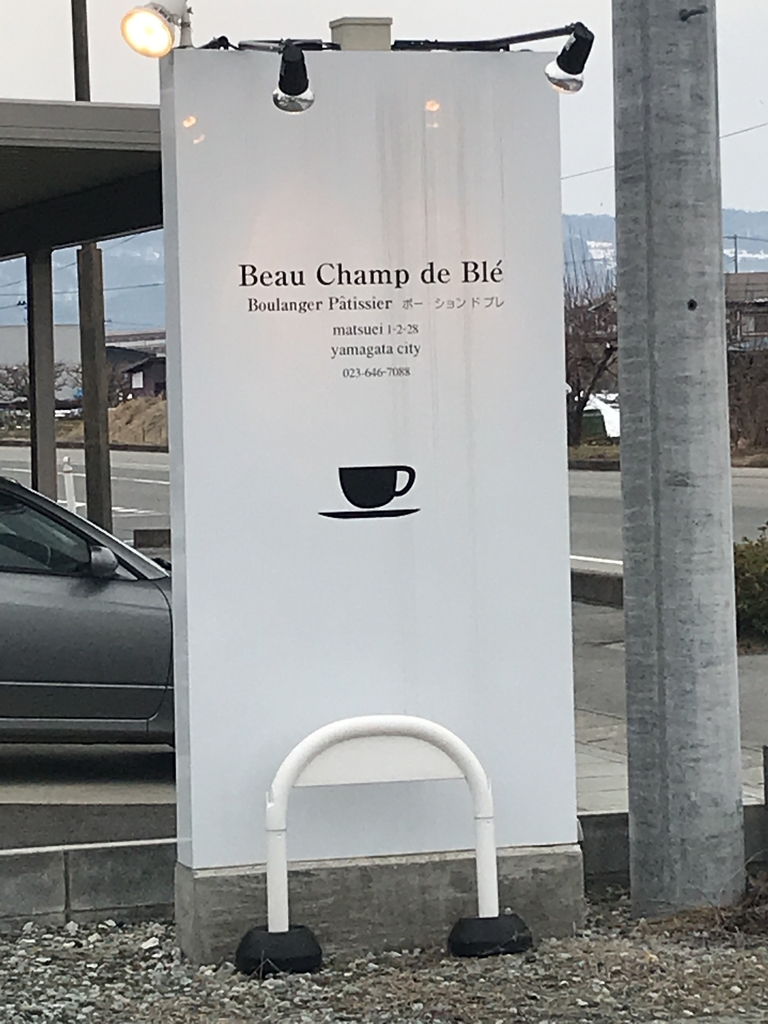 Beau Champ de Blé
Boulanger Pâtissier ボー ションドブレ
matsuei 1-2-28
yamagata city
023-646-7088